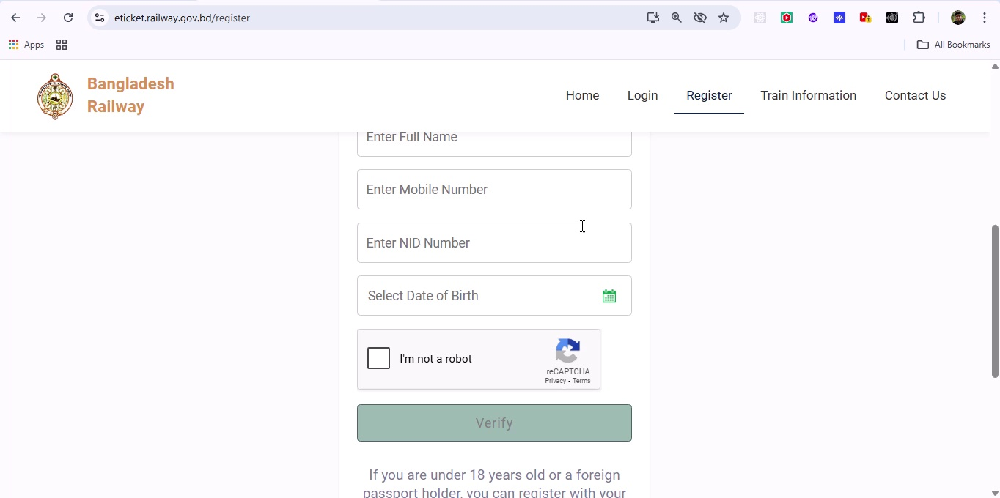 eticket.railway.gov.bd/register
Apps
All Bookmarks
Bangladesh
Railway
Home
Login
Register
Train Information
Contact Us
Enter Full Name
Enter Mobile Number
Enter NID Number
Select Date of Birth
I'm not a robot
reCAPTCHA
Privacy - Terms
Verify
If you are under 18 years old or a foreign
passport holder, you can register with your